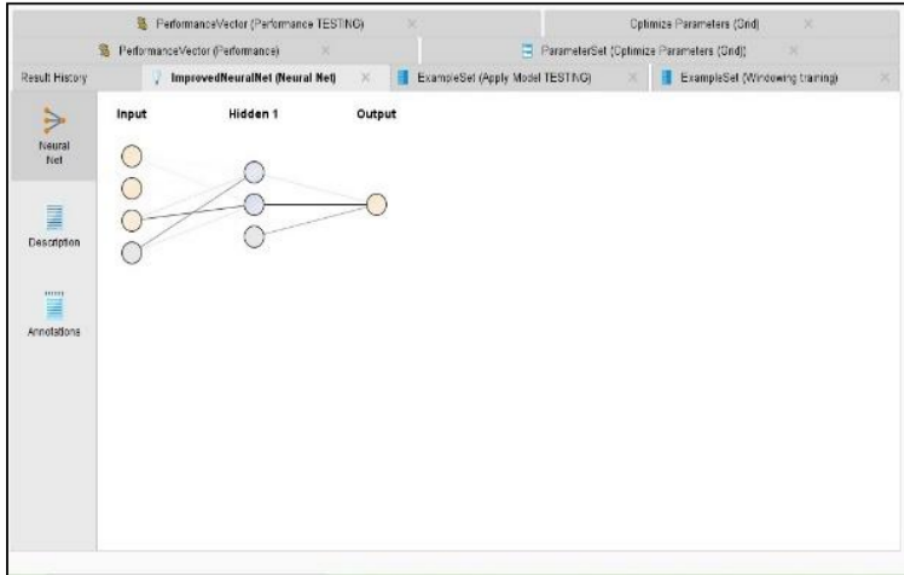 PerformanceVector (Performance TESTING)
Optimize Parameters (Grid)
PerformanceVector (Performance)
ParameterSet (Optimize Parameters (Grid))
Result History
ImprovedNeuralNet (Neural Net)
ExampleSet (Apply Model TESTING)
ExampleSet (Windowing training)
Neural
Net
Description
Annotations
Input
Hidden 1
Output